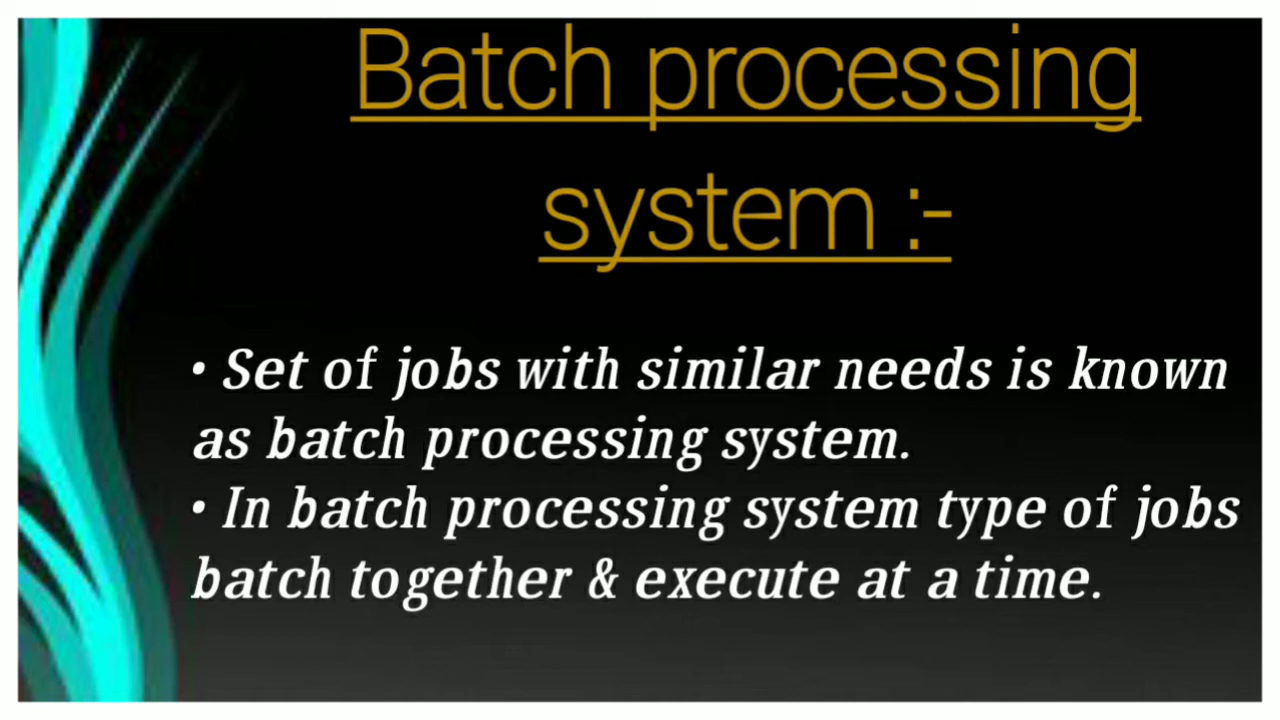 Batch processing
system :-
• Set of jobs with similar needs is known
as batch processing system.
• In batch processing system type of jobs
batch together & execute at a time.